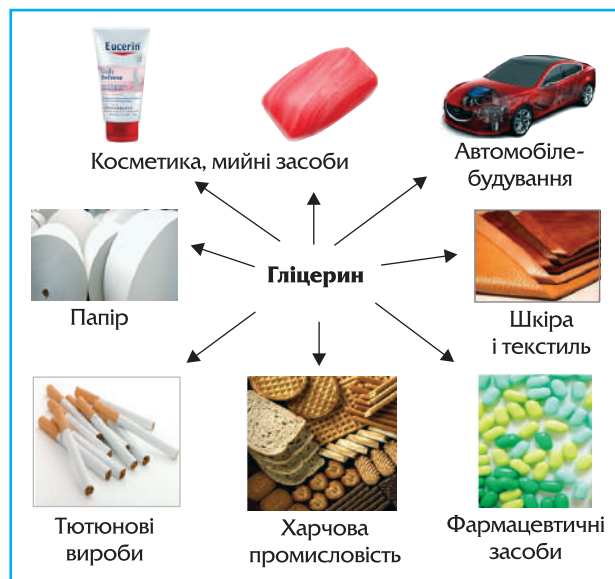 Eucerin
Косметика, мийні засоби
Автомобіле-
будування
Папір
Гліцерин
Шкіра
і текстиль
Тютюнові
вироби
Харчова
промисловість
Фармацевтичні
засоби